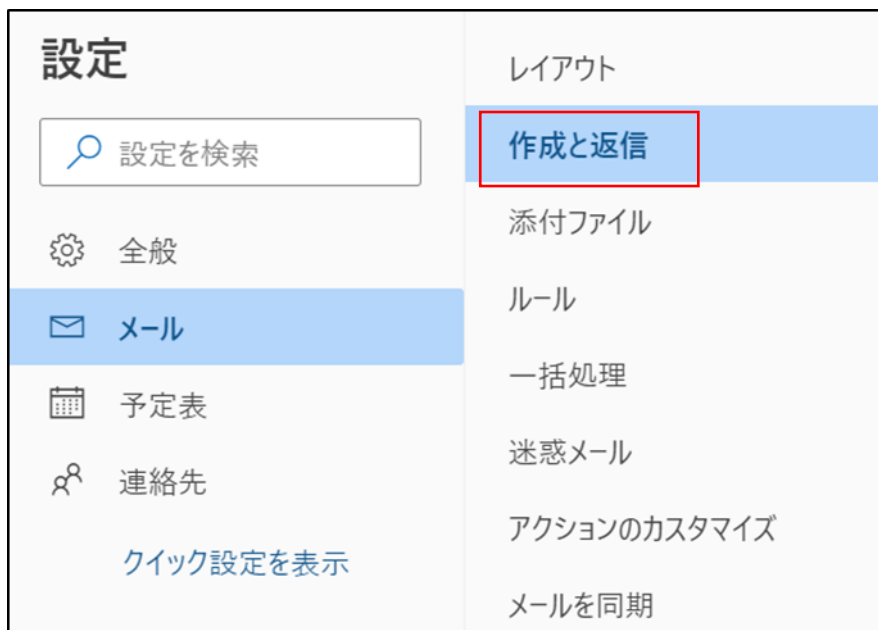 設定
設定を検索
全般
メール
予定表
連絡先
クイック設定を表示
レイアウト
作成と返信
添付ファイル
ルール
一括処理
迷惑メール
アクションのカスタマイズ
メールを同期